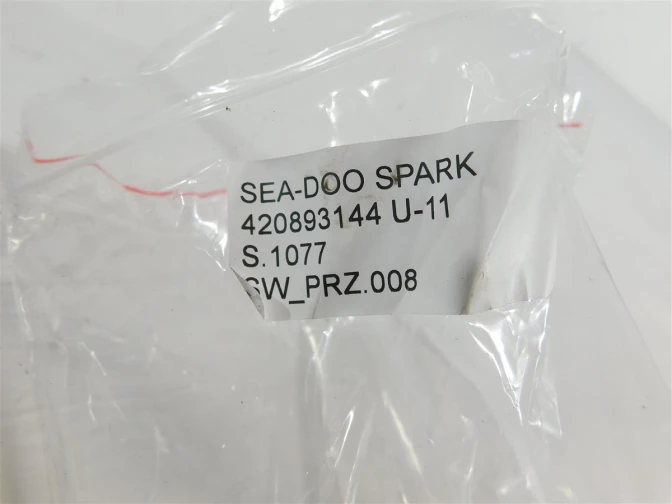 SEA-DOO SPARK
420893144 U-11
S.1077
SW_PRZ.008